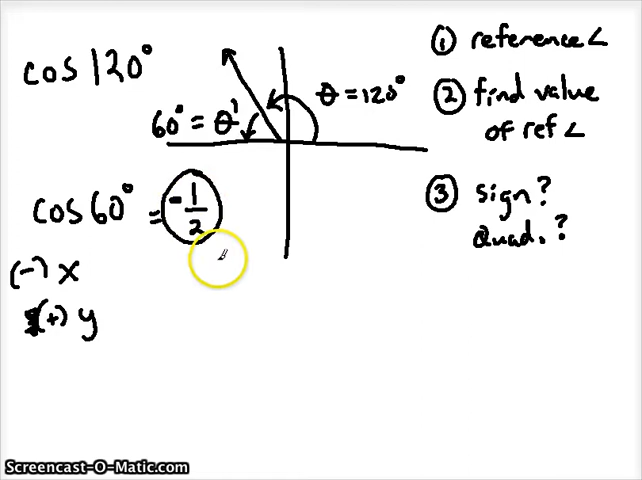 cos 120°
60° = θ'
θ = 120°
cos 60° = -1/2
(-) x
(+) y
① reference ∠
② find value
of ref ∠
③ sign?
Quad. ?
Screencast-O-Matic.com